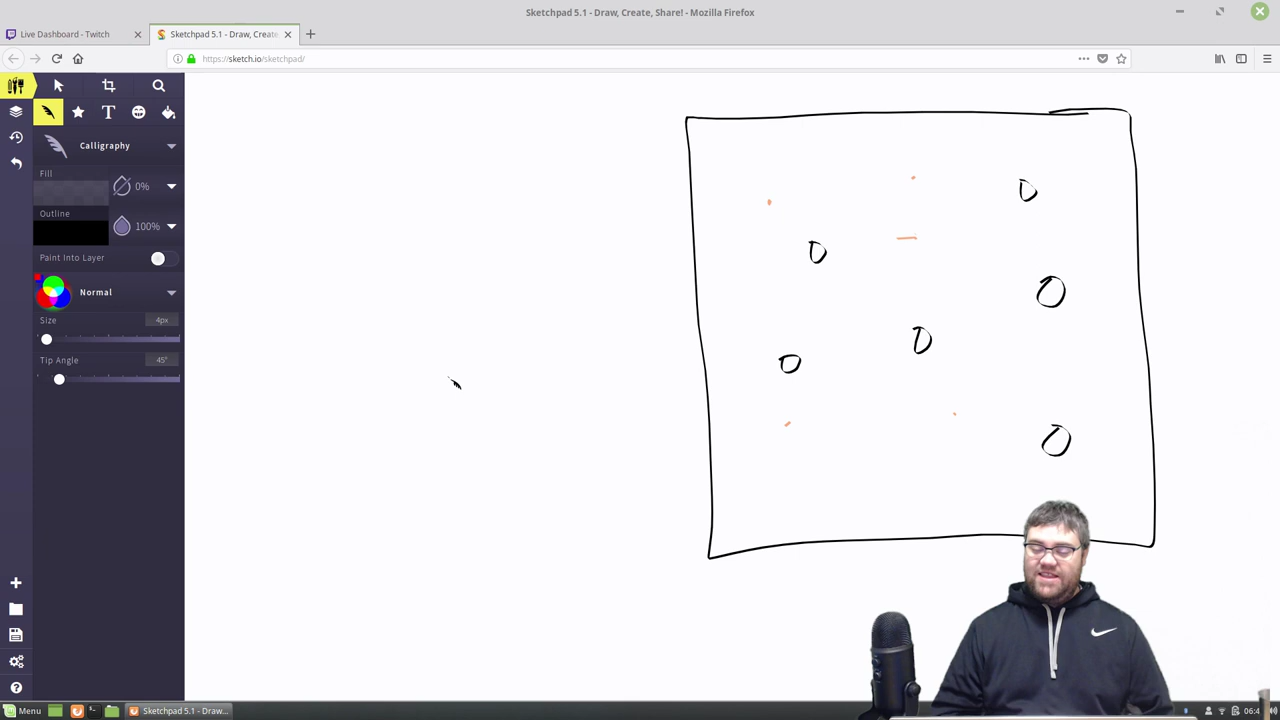 Sketchpad 5.1 - Draw, Create, Share! - Mozilla Firefox
Live Dashboard - Twitch
Sketchpad 5.1 - Draw, Create
https://sketch.io/sketchpad/
T
Calligraphy
Fill
0%
Outline
100%
Paint Into Layer
Normal
Size
4px
Tip Angle
45°
Menu
Sketchpad 5.1 - Draw...
06:4